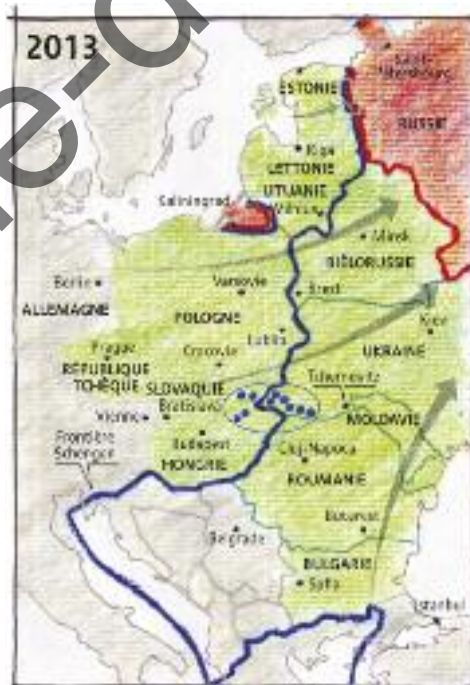 2013
Saint-
Pétersbourg
ESTONIE
RUSSIE
Riga
LETTONIE
LITUANIE
Kaliningrad
Vilnius
Minsk
BIÉLORUSSIE
Berlin
Varsovie
Brest
ALLEMAGNE
POLOGNE
Kiev
Lublin
Prague
Cracovie
UKRAINE
RÉPUBLIQUE
TCHÈQUE
SLOVAQUIE
Tchernovitz
Vienne
Bratislava
MOLDAVIE
Frontière
Schengen
Budapest
Cluj-Napoca
HONGRIE
ROUMANIE
Belgrade
Bucarest
BULGARIE
Sofia
Istanbul